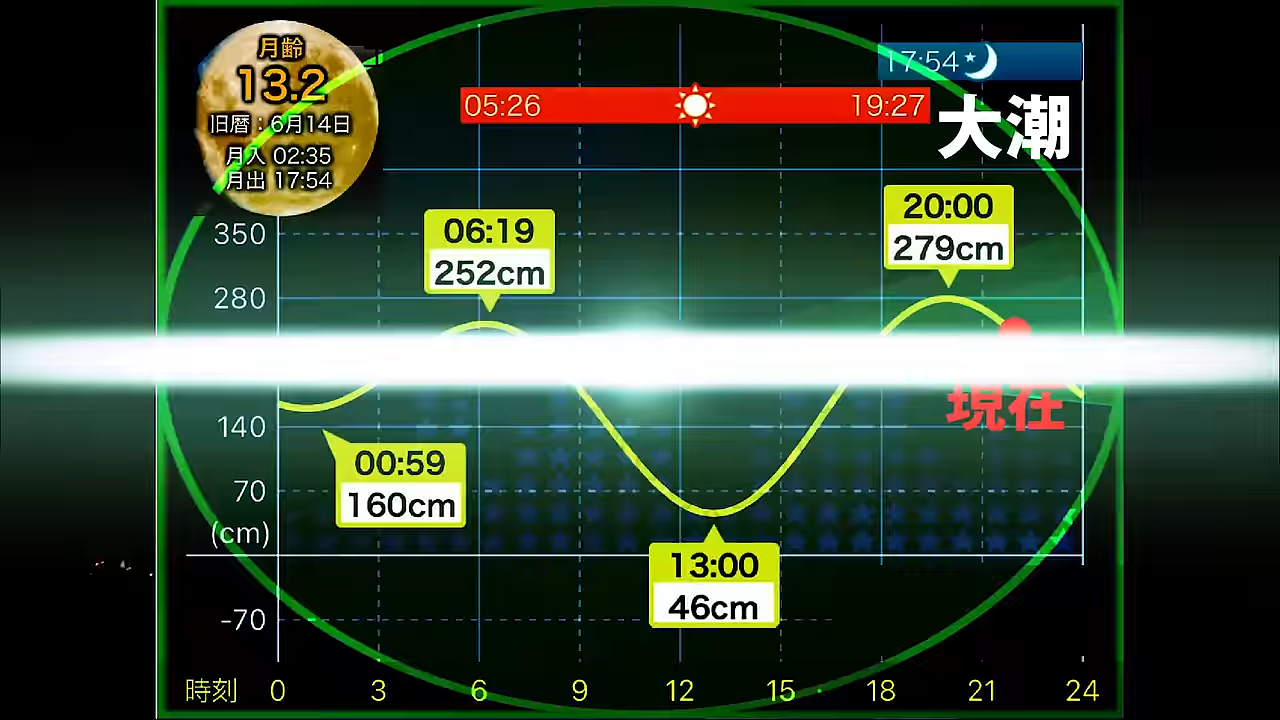 月齢
13.2
旧暦：6月14日
月入 02:35
月出 17:54
17:54
05:26
19:27
大潮
20:00
279cm
06:19
252cm
350
280
現在
140
00:59
160cm
70
(cm)
13:00
46cm
-70
時刻 0 3 6 9 12 15 18 21 24